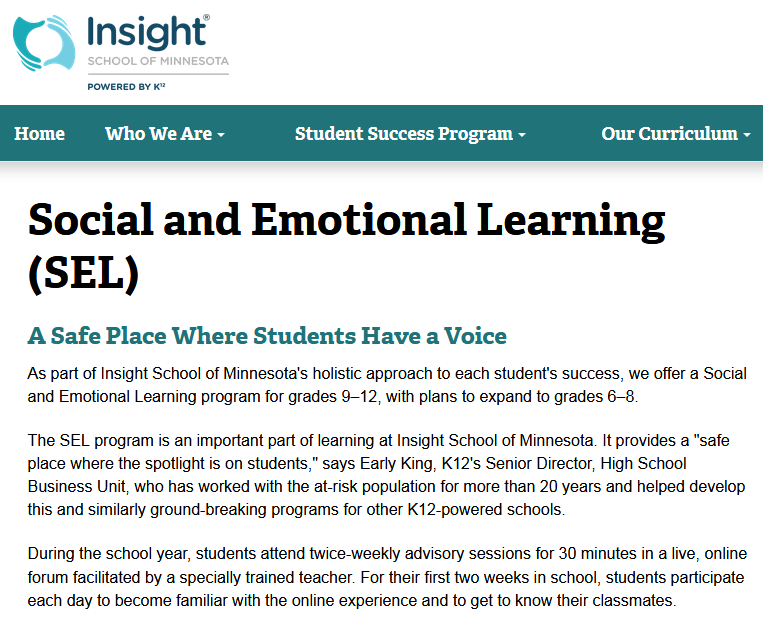 Insight®
SCHOOL OF MINNESOTA
POWERED BY K¹²
Home Who We Are Student Success Program Our Curriculum
Social and Emotional Learning
(SEL)
A Safe Place Where Students Have a Voice
As part of Insight School of Minnesota's holistic approach to each student's success, we offer a Social
and Emotional Learning program for grades 9–12, with plans to expand to grades 6–8.
The SEL program is an important part of learning at Insight School of Minnesota. It provides a "safe
place where the spotlight is on students," says Early King, K12's Senior Director, High School
Business Unit, who has worked with the at-risk population for more than 20 years and helped develop
this and similarly ground-breaking programs for other K12-powered schools.
During the school year, students attend twice-weekly advisory sessions for 30 minutes in a live, online
forum facilitated by a specially trained teacher. For their first two weeks in school, students participate
each day to become familiar with the online experience and to get to know their classmates.